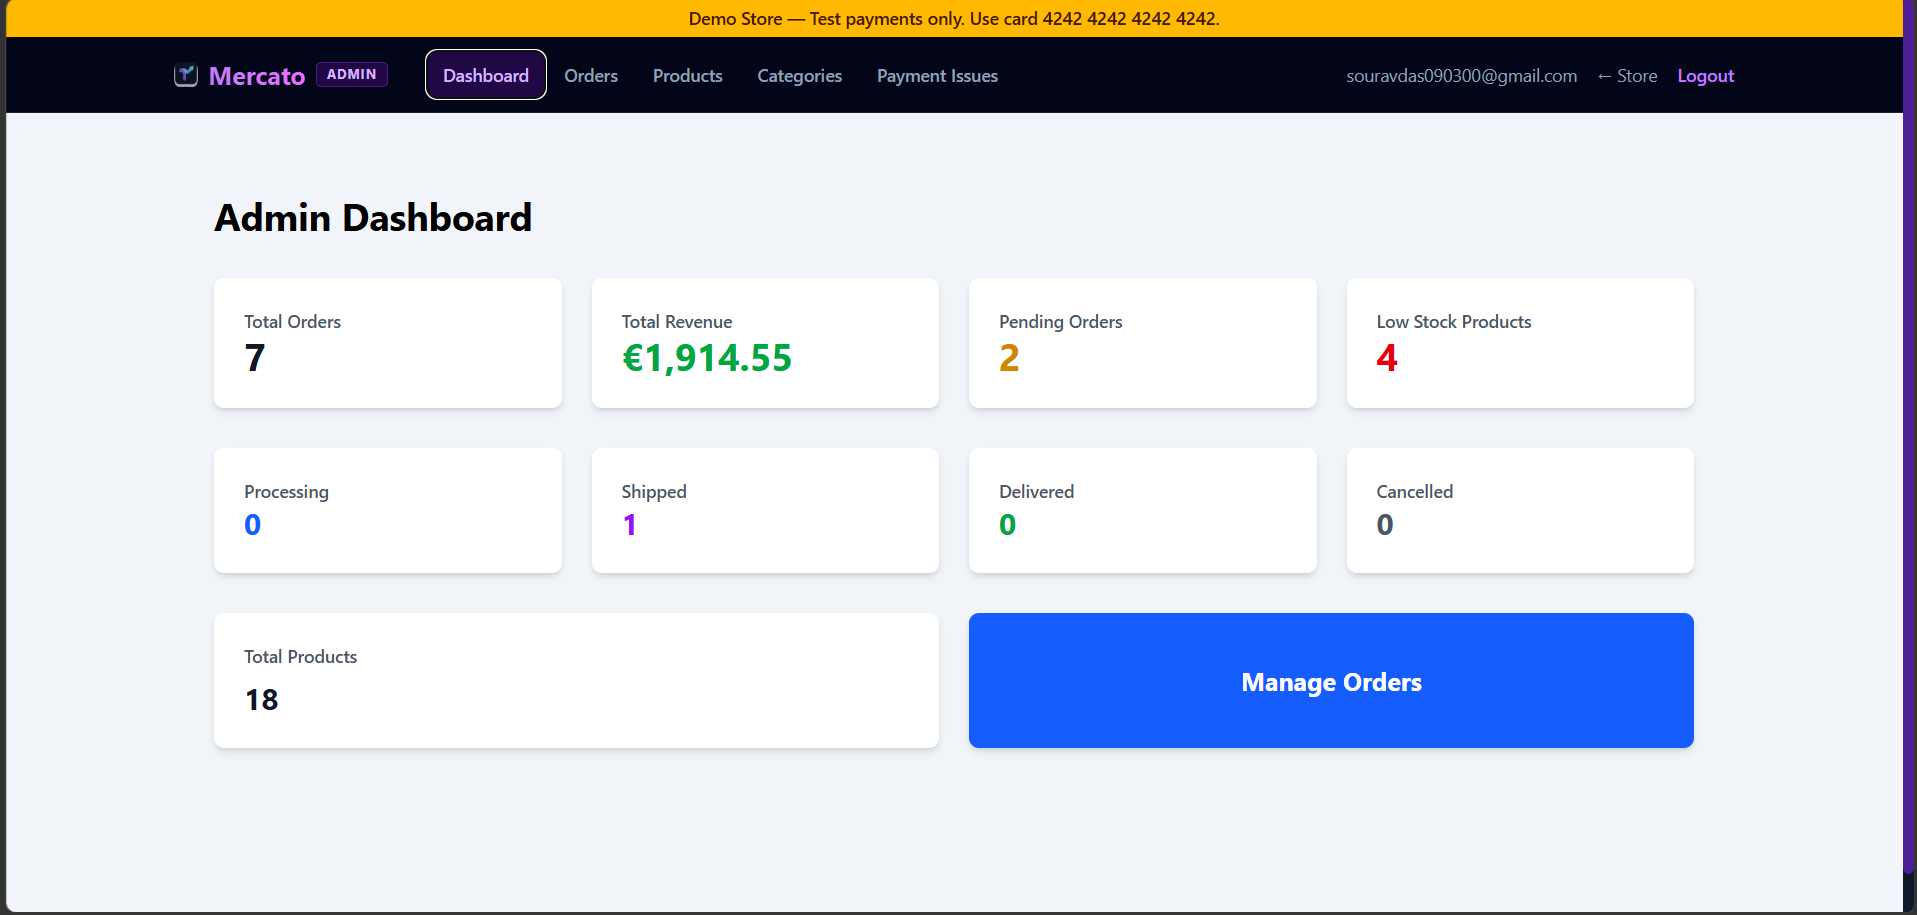 Demo Store — Test payments only. Use card 4242 4242 4242 4242.
Mercato ADMIN Dashboard Orders Products Categories Payment Issues souravdas090300@gmail.com ← Store Logout
Admin Dashboard
Total Orders
7
Total Revenue
€1,914.55
Pending Orders
2
Low Stock Products
4
Processing
0
Shipped
1
Delivered
0
Cancelled
0
Total Products
18
Manage Orders